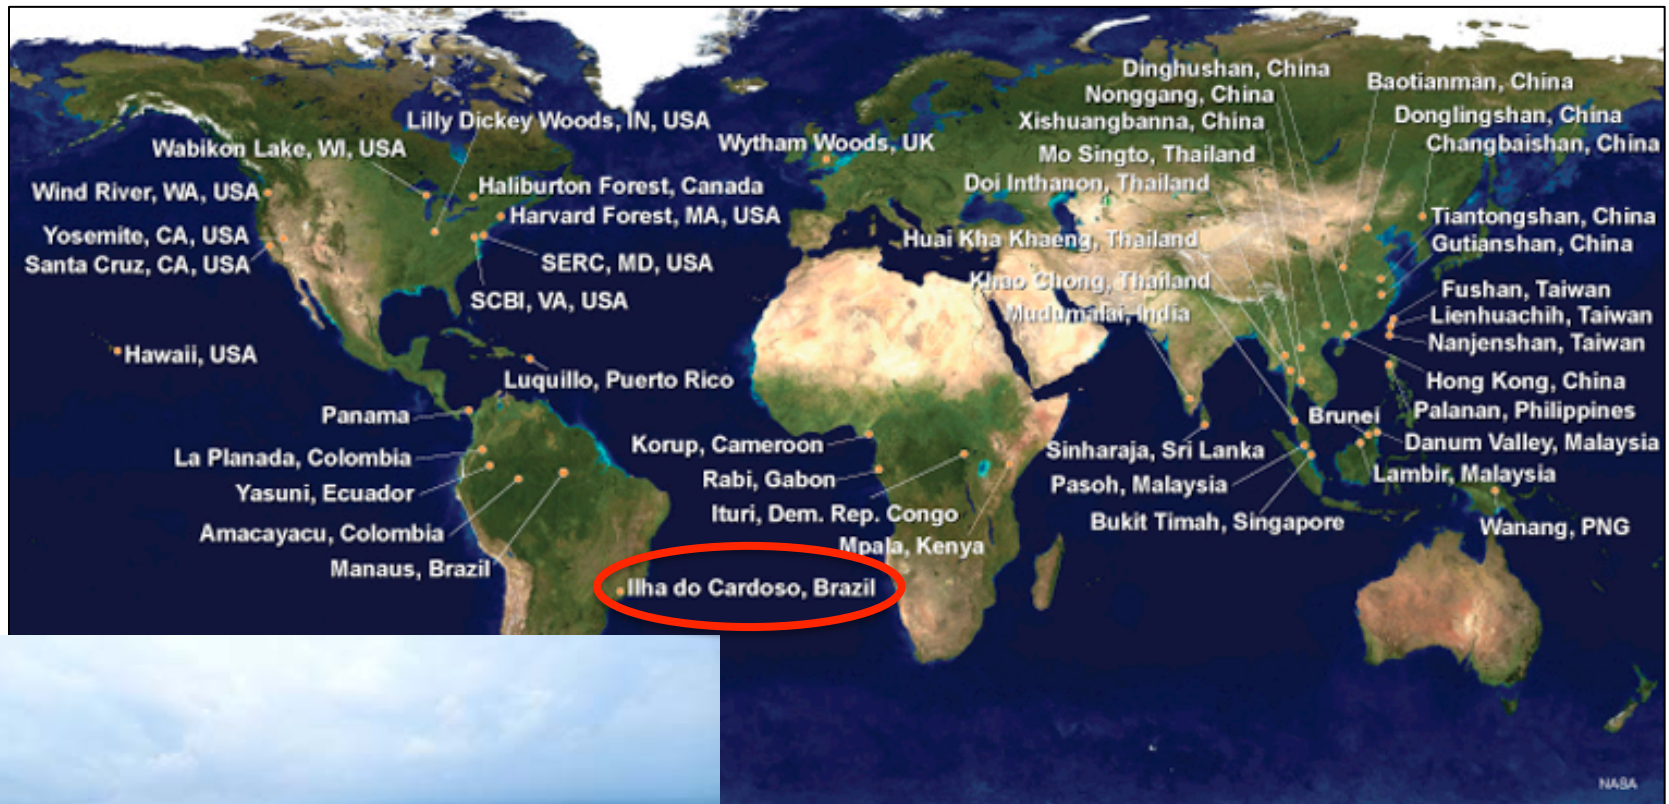 Dinghushan, China
Baotianman, China
Nonggang, China
Donglingshan, China
Lilly Dickey Woods, IN, USA
Xishuangbanna, China
Wytham Woods, UK
Changbaishan, China
Wabikon Lake, WI, USA
Mo Singto, Thailand
Doi Inthanon, Thailand
Wind River, WA, USA
Haliburton Forest, Canada
Harvard Forest, MA, USA
Tiantongshan, China
Yosemite, CA, USA
Huai Kha Khaeng, Thailand
Gutianshan, China
Santa Cruz, CA, USA
SERC, MD, USA
Khao Chong, Thailand
Fushan, Taiwan
SCBI, VA, USA
Mudumalai, India
Lienhuachih, Taiwan
Nanjenshan, Taiwan
Hawaii, USA
Luquillo, Puerto Rico
Hong Kong, China
Panama
Brunei
Palanan, Philippines
Korup, Cameroon
Sinharaja, Sri Lanka
Danum Valley, Malaysia
La Planada, Colombia
Rabi, Gabon
Lambir, Malaysia
Yasuni, Ecuador
Pasoh, Malaysia
Ituri, Dem. Rep. Congo
Bukit Timah, Singapore
Wanang, PNG
Amacayacu, Colombia
Mpala, Kenya
Manaus, Brazil
Ilha do Cardoso, Brazil
NASA